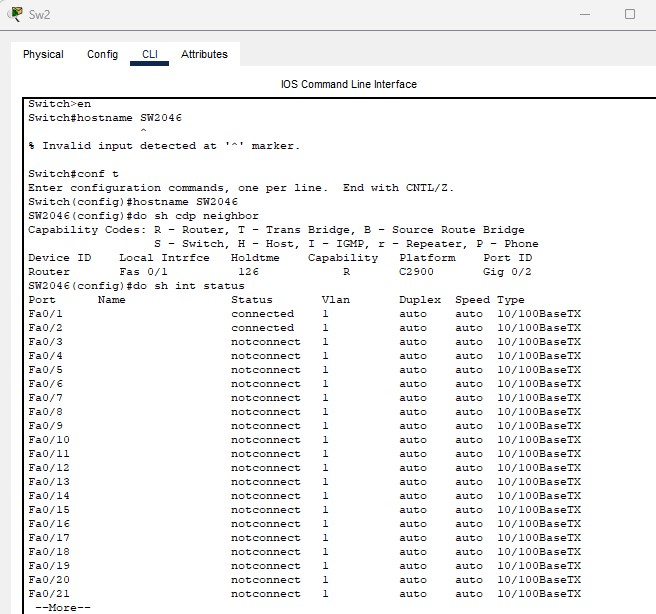 Sw2
Physical Config CLI Attributes
IOS Command Line Interface
Switch>en
Switch#hostname SW2046
^
% Invalid input detected at '^' marker.
Switch#conf t
Enter configuration commands, one per line. End with CNTL/Z.
Switch(config)#hostname SW2046
SW2046(config)#do sh cdp neighbor
Capability Codes: R - Router, T - Trans Bridge, B - Source Route Bridge
S - Switch, H - Host, I - IGMP, r - Repeater, P - Phone
Device ID Local Intrfce Holdtme Capability Platform Port ID
Router Fas 0/1 126 R C2900 Gig 0/2
SW2046(config)#do sh int status
Port Name Status Vlan Duplex Speed Type
Fa0/1 connected 1 auto auto 10/100BaseTX
Fa0/2 connected 1 auto auto 10/100BaseTX
Fa0/3 notconnect 1 auto auto 10/100BaseTX
Fa0/4 notconnect 1 auto auto 10/100BaseTX
Fa0/5 notconnect 1 auto auto 10/100BaseTX
Fa0/6 notconnect 1 auto auto 10/100BaseTX
Fa0/7 notconnect 1 auto auto 10/100BaseTX
Fa0/8 notconnect 1 auto auto 10/100BaseTX
Fa0/9 notconnect 1 auto auto 10/100BaseTX
Fa0/10 notconnect 1 auto auto 10/100BaseTX
Fa0/11 notconnect 1 auto auto 10/100BaseTX
Fa0/12 notconnect 1 auto auto 10/100BaseTX
Fa0/13 notconnect 1 auto auto 10/100BaseTX
Fa0/14 notconnect 1 auto auto 10/100BaseTX
Fa0/15 notconnect 1 auto auto 10/100BaseTX
Fa0/16 notconnect 1 auto auto 10/100BaseTX
Fa0/17 notconnect 1 auto auto 10/100BaseTX
Fa0/18 notconnect 1 auto auto 10/100BaseTX
Fa0/19 notconnect 1 auto auto 10/100BaseTX
Fa0/20 notconnect 1 auto auto 10/100BaseTX
Fa0/21 notconnect 1 auto auto 10/100BaseTX
--More--